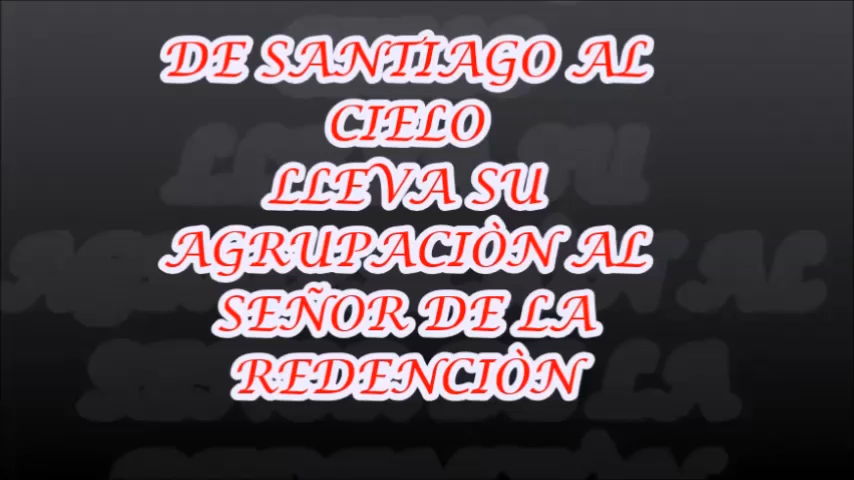 DE SANTIAGO AL
CIELO
LLEVA SU
AGRUPACIÒN AL
SEÑOR DE LA
REDENCIÒN